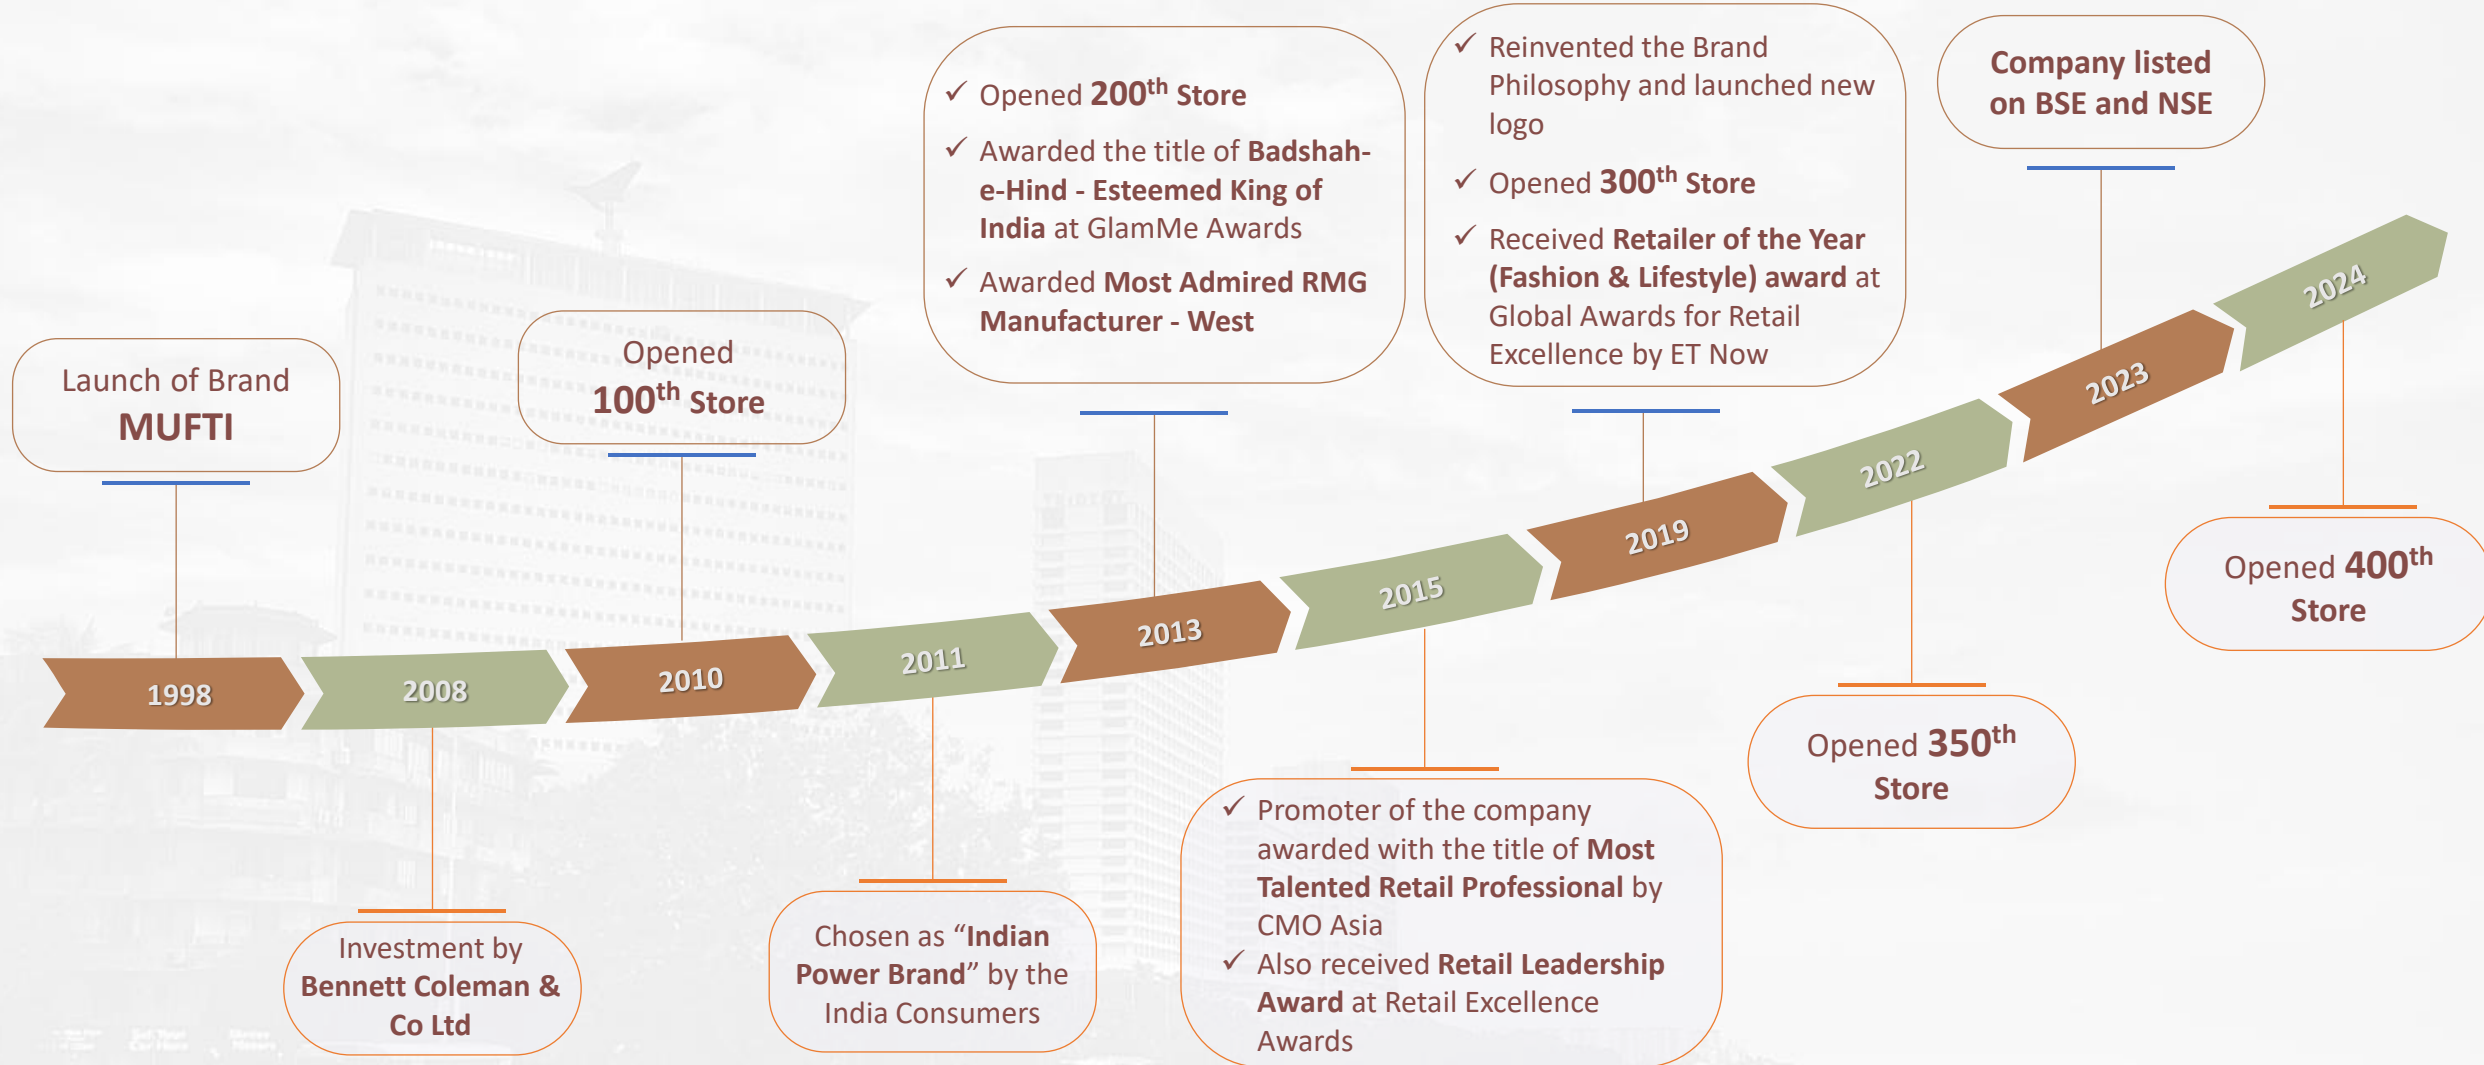 Launch of Brand
MUFTI
1998
2008
Investment by
Bennett Coleman &
Co Ltd
Opened
100th Store
2010
2011
Chosen as “Indian
Power Brand” by the
India Consumers
✓ Opened 200th Store
✓ Awarded the title of Badshah-
e-Hind - Esteemed King of
India at GlamMe Awards
✓ Awarded Most Admired RMG
Manufacturer - West
2013
2015
✓ Promoter of the company
awarded with the title of Most
Talented Retail Professional by
CMO Asia
✓ Also received Retail Leadership
Award at Retail Excellence
Awards
✓ Reinvented the Brand
Philosophy and launched new
logo
✓ Opened 300th Store
✓ Received Retailer of the Year
(Fashion & Lifestyle) award at
Global Awards for Retail
Excellence by ET Now
2019
2022
Opened 350th
Store
Company listed
on BSE and NSE
2023
2024
Opened 400th
Store
TRIDENT